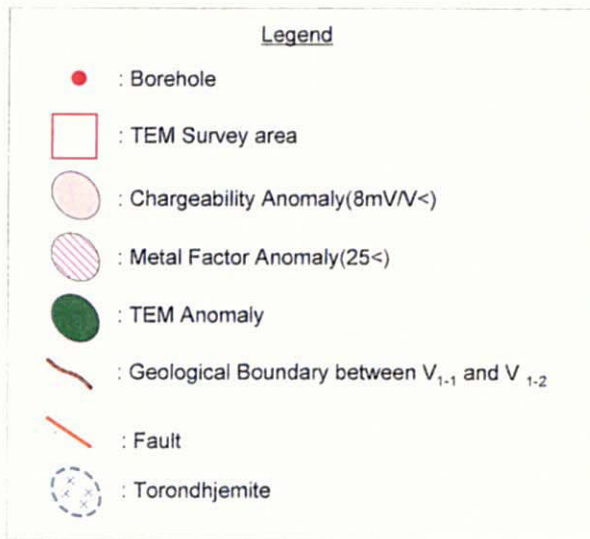 Legend
: Borehole
: TEM Survey area
: Chargeability Anomaly(8mV/V<)
: Metal Factor Anomaly(25<)
: TEM Anomaly
: Geological Boundary between V1-1 and V 1-2
: Fault
: Torondhjemite